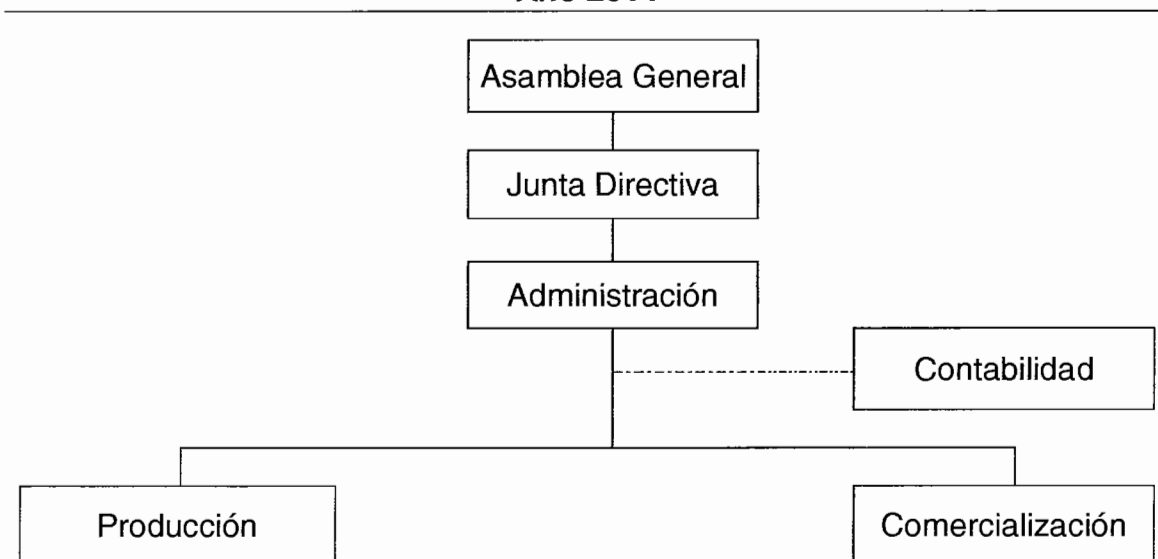 Asamblea General
Junta Directiva
Administración
Contabilidad
Producción
Comercialización